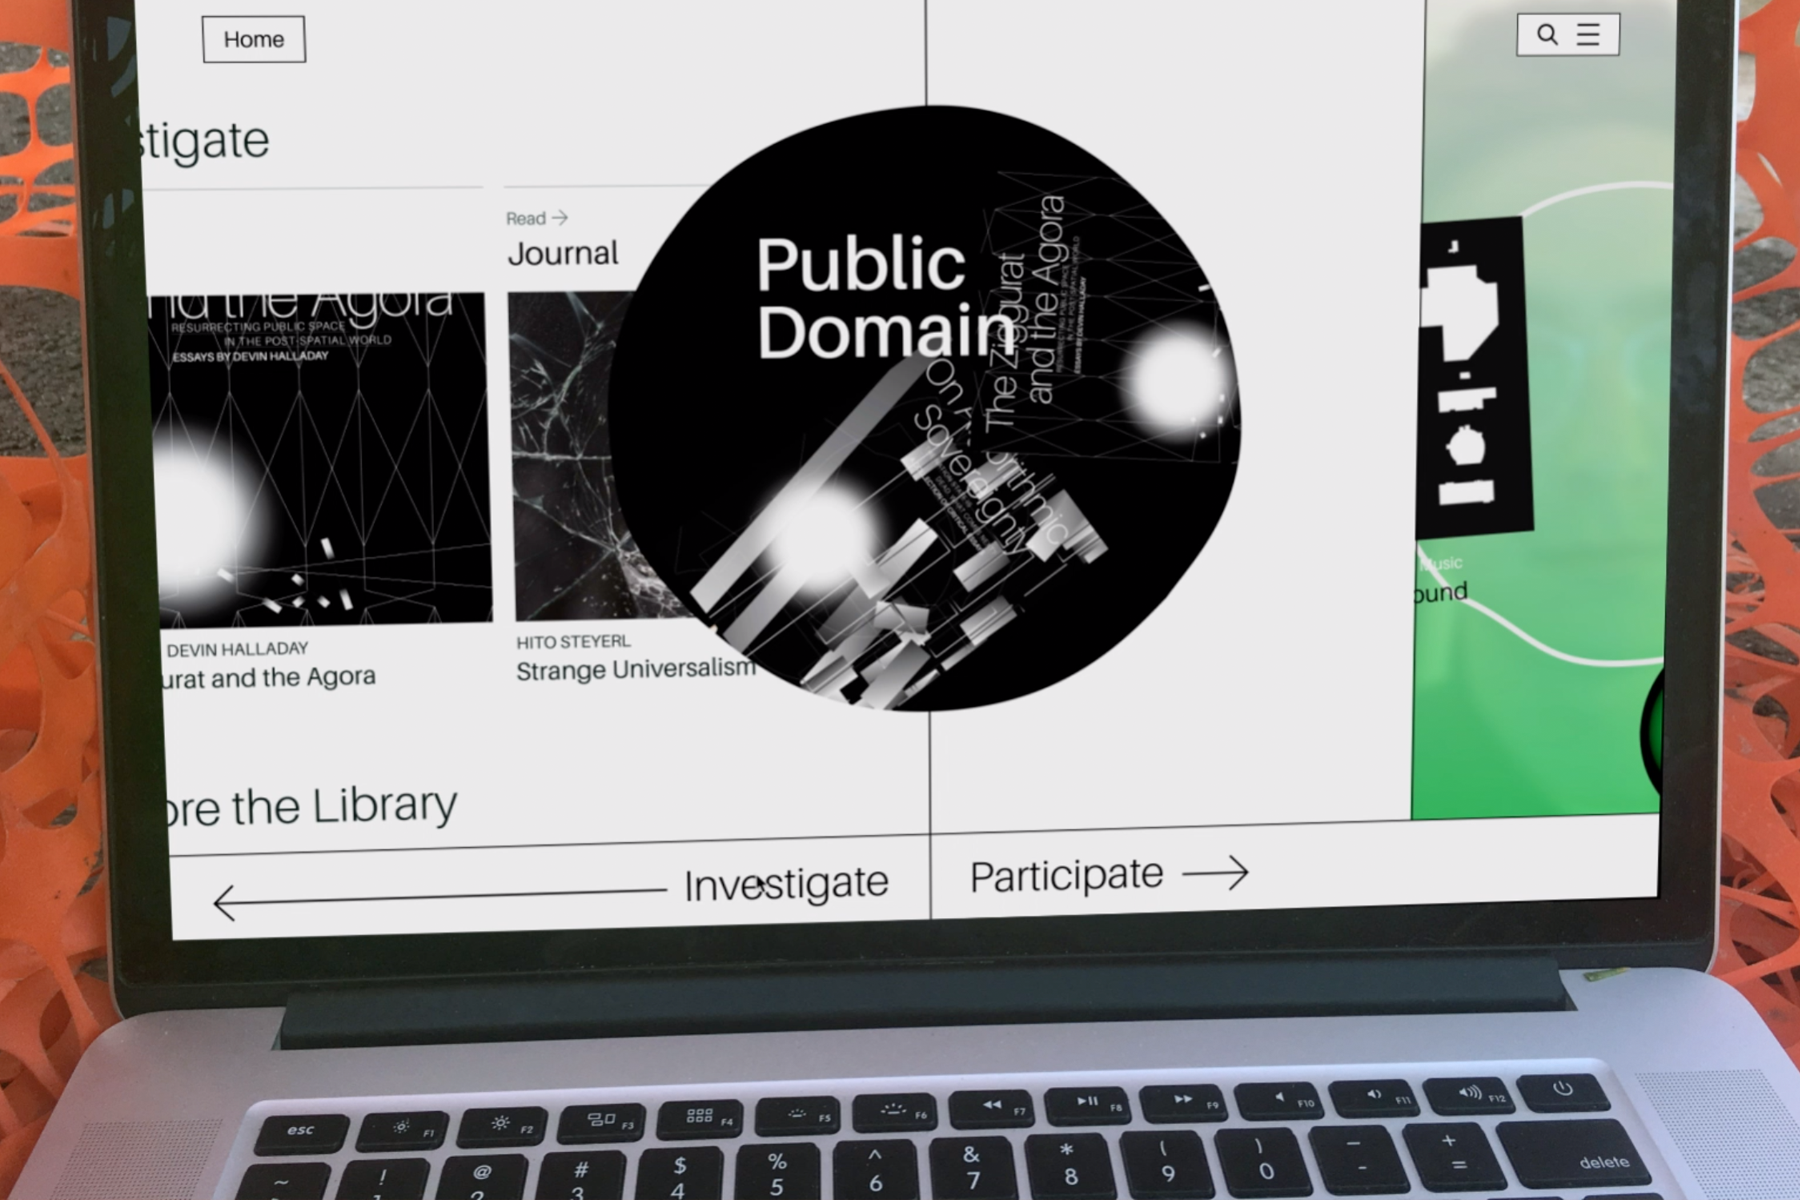 Home
stigate
Read →
Journal
nd the Agora
RESURRECTING PUBLIC SPACE
IN THE POST-SPATIAL WORLD
ESSAYS BY DEVIN HALLADAY
DEVIN HALLADAY
urat and the Agora
HITO STEYERL
Strange Universalism
Public
Domain
The Ziggurat
and the Agora
RESURRECTING PUBLIC SPACE
IN THE POST-SPATIAL WORLD
ESSAYS BY DEVIN HALLADAY
On
orithmic
Sovereignty
Music
ound
ore the Library
← Investigate
Participate →
esc F1 F2 F3 F4 F5 F6 F7 F8 F9 F10 F11 F12
~ ! @ # $ % ^ & * ( ) – +
1 2 3 4 5 6 7 8 9 0 - = delete